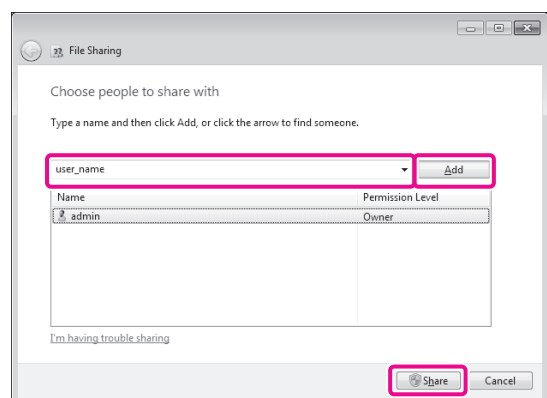 File Sharing
Choose people to share with
Type a name and then click Add, or click the arrow to find someone.
user_name Add
Name Permission Level
admin Owner
I'm having trouble sharing
Share Cancel